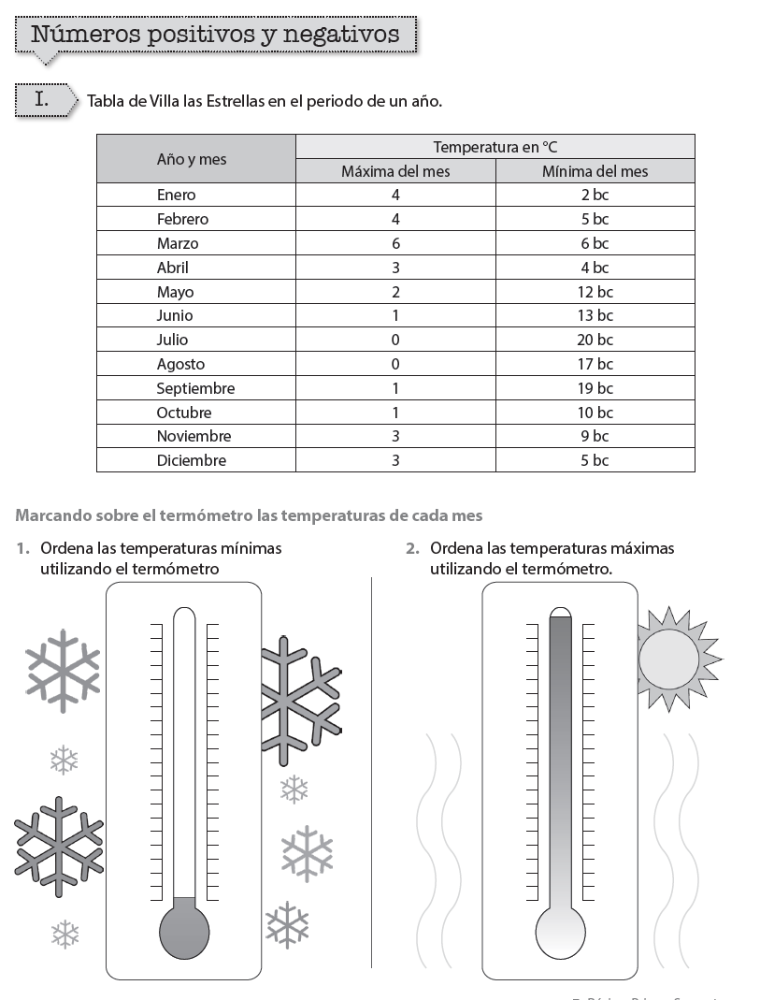 Números positivos y negativos
I. Tabla de Villa las Estrellas en el periodo de un año.
Año y mes Temperatura en °C
Máxima del mes Mínima del mes
Enero 4 2 bc
Febrero 4 5 bc
Marzo 6 6 bc
Abril 3 4 bc
Mayo 2 12 bc
Junio 1 13 bc
Julio 0 20 bc
Agosto 0 17 bc
Septiembre 1 19 bc
Octubre 1 10 bc
Noviembre 3 9 bc
Diciembre 3 5 bc
Marcando sobre el termómetro las temperaturas de cada mes
1. Ordena las temperaturas mínimas
utilizando el termómetro
2. Ordena las temperaturas máximas
utilizando el termómetro.